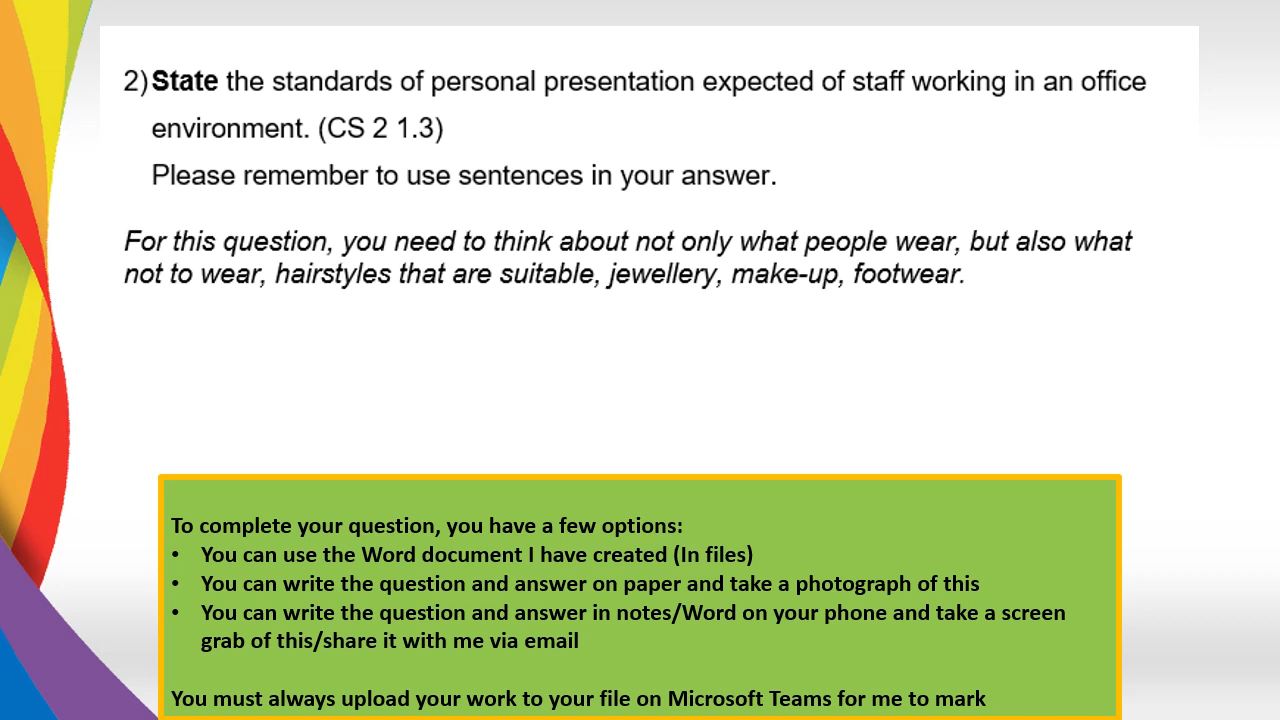 2) State the standards of personal presentation expected of staff working in an office
environment. (CS 2 1.3)
Please remember to use sentences in your answer.
For this question, you need to think about not only what people wear, but also what
not to wear, hairstyles that are suitable, jewellery, make-up, footwear.
To complete your question, you have a few options:
• You can use the Word document I have created (In files)
• You can write the question and answer on paper and take a photograph of this
• You can write the question and answer in notes/Word on your phone and take a screen
grab of this/share it with me via email
You must always upload your work to your file on Microsoft Teams for me to mark